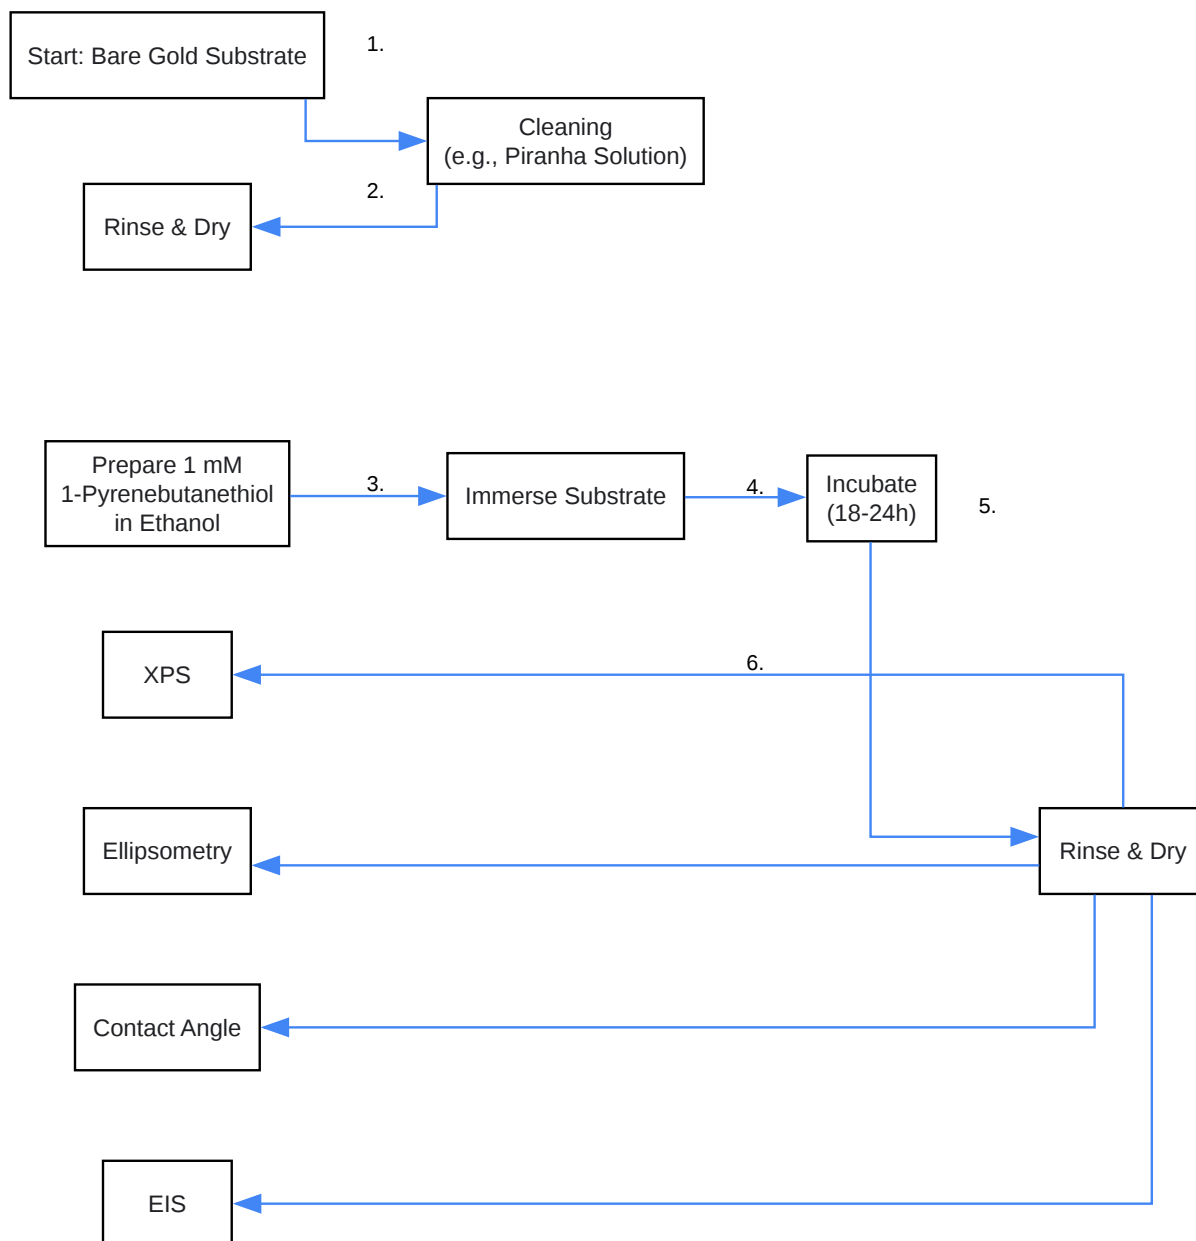 Start: Bare Gold Substrate
1.
Cleaning
(e.g., Piranha Solution)
2.
Rinse & Dry
Prepare 1 mM
1-Pyrenebutanethiol
in Ethanol
3.
Immerse Substrate
4.
Incubate
(18-24h)
5.
XPS
6.
Ellipsometry
Rinse & Dry
Contact Angle
EIS